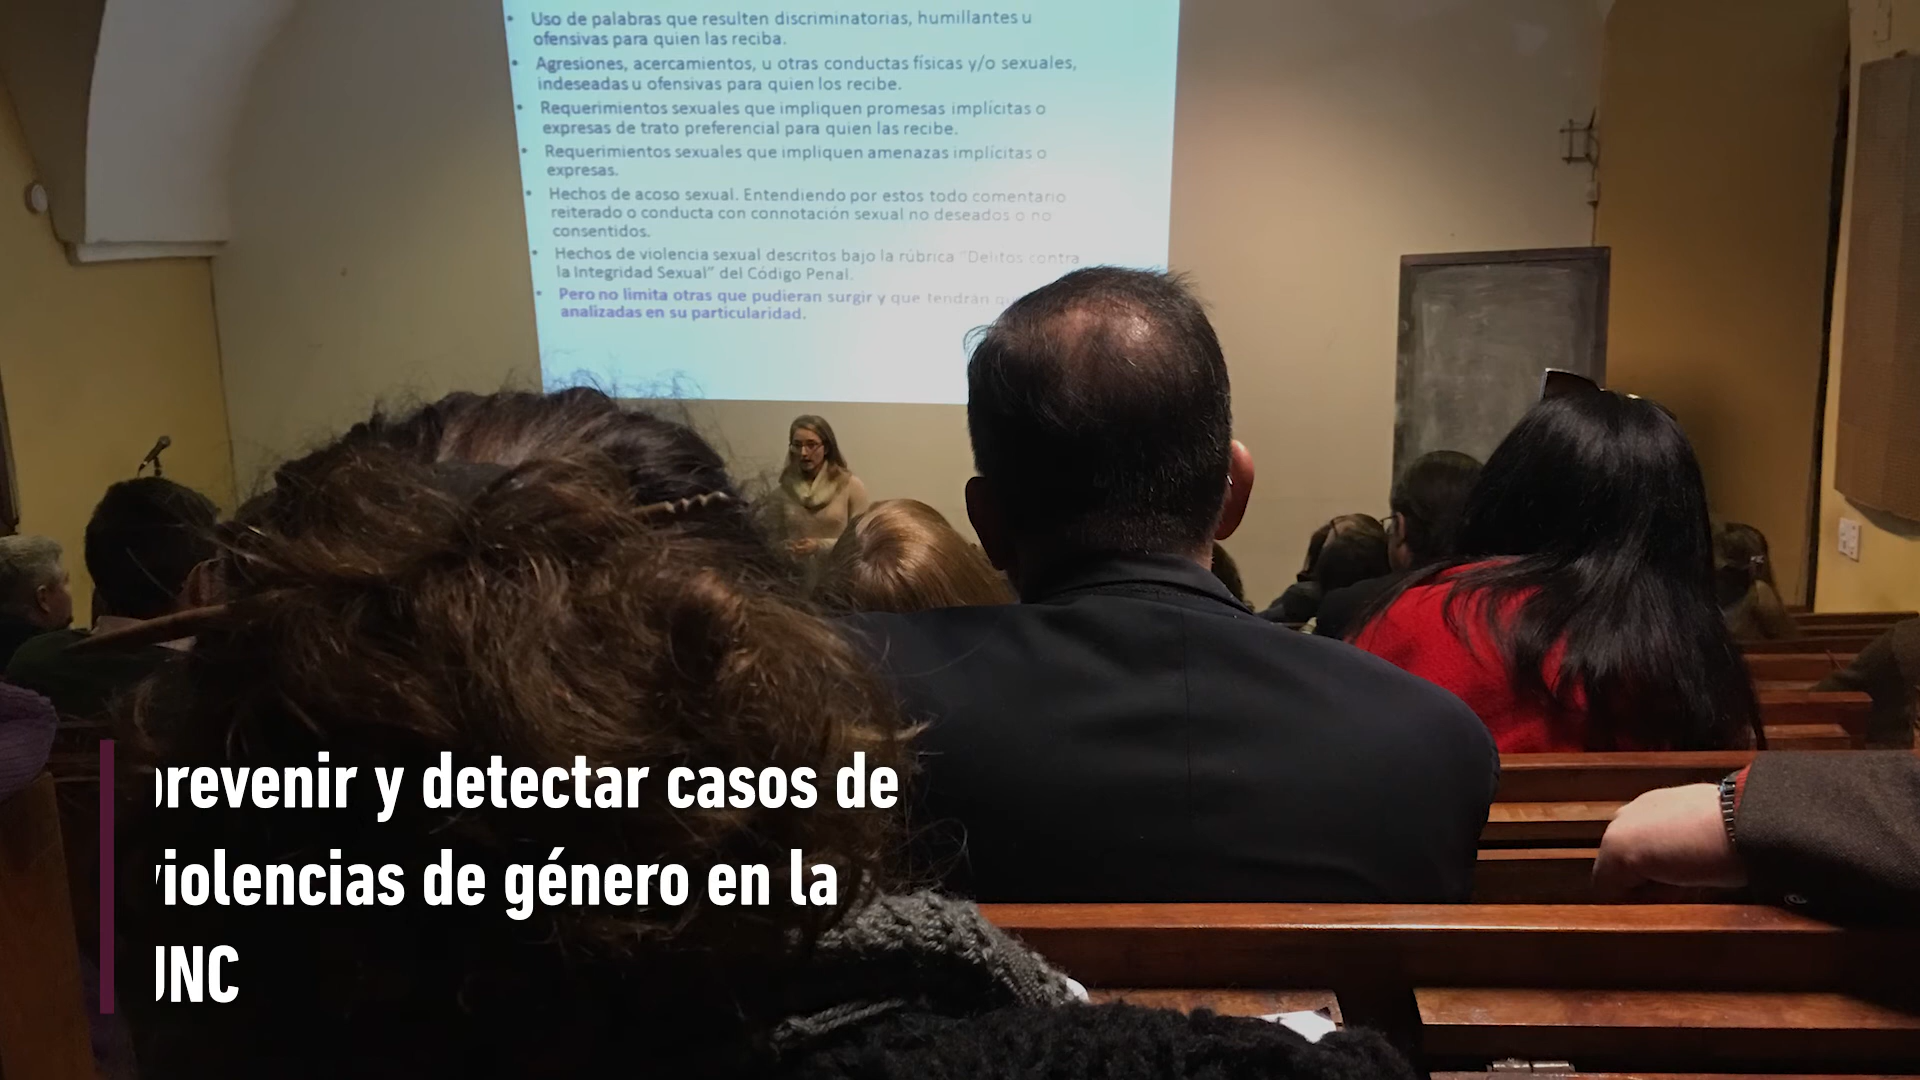 Uso de palabras que resulten discriminatorias, humillantes u
ofensivas para quien las reciba.
Agresiones, acercamientos, u otras conductas físicas y/o sexuales,
indeseadas u ofensivas para quien los recibe.
Requerimientos sexuales que impliquen promesas implícitas o
expresas de trato preferencial para quien las recibe.
Requerimientos sexuales que impliquen amenazas implícitas o
expresas.
Hechos de acoso sexual. Entendiendo por estos todo comentario
reiterado o conducta con connotación sexual no deseados o no
consentidos.
Hechos de violencia sexual descritos bajo la rúbrica "Delitos contra
la Integridad Sexual" del Código Penal.
Pero no limita otras que pudieran surgir y que tendrán
analizadas en su particularidad.
prevenir y detectar casos de
violencias de género en la
UNC